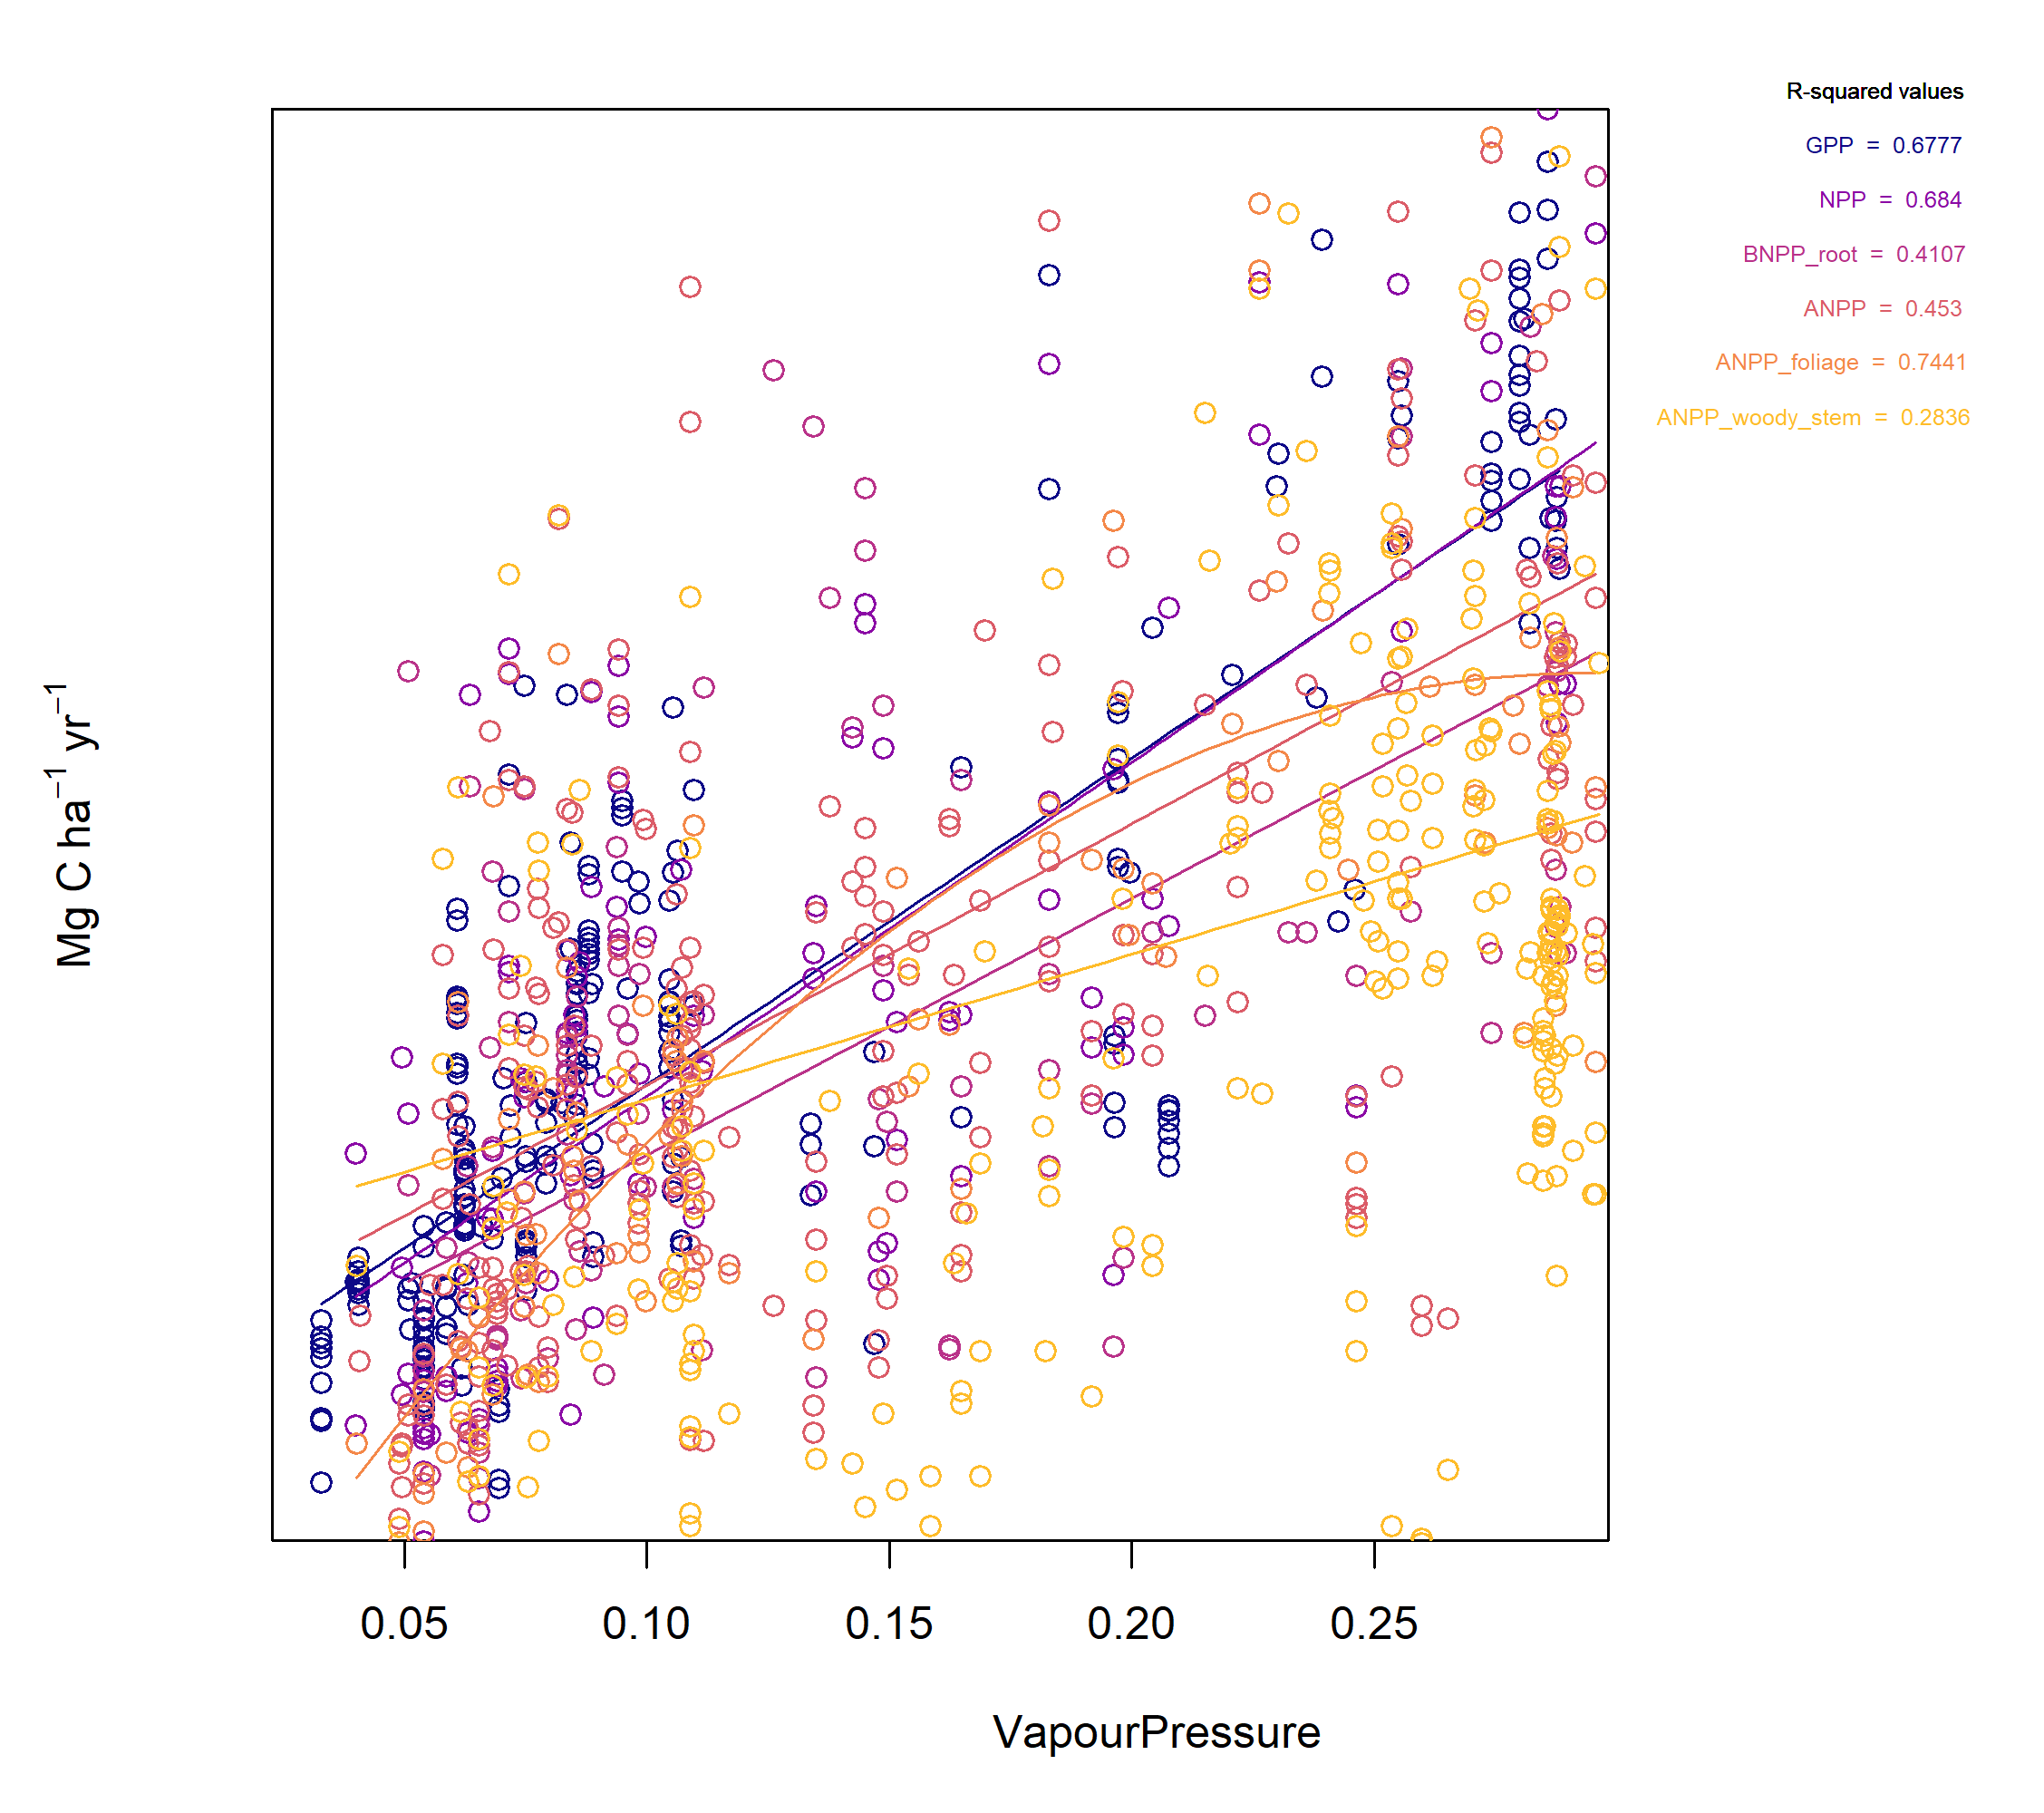 R-squared values
GPP = 0.6777
NPP = 0.684
BNPP_root = 0.4107
ANPP = 0.453
ANPP_foliage = 0.7441
ANPP_woody_stem = 0.2836
Mg C ha⁻¹ yr⁻¹
0.05 0.10 0.15 0.20 0.25
VapourPressure